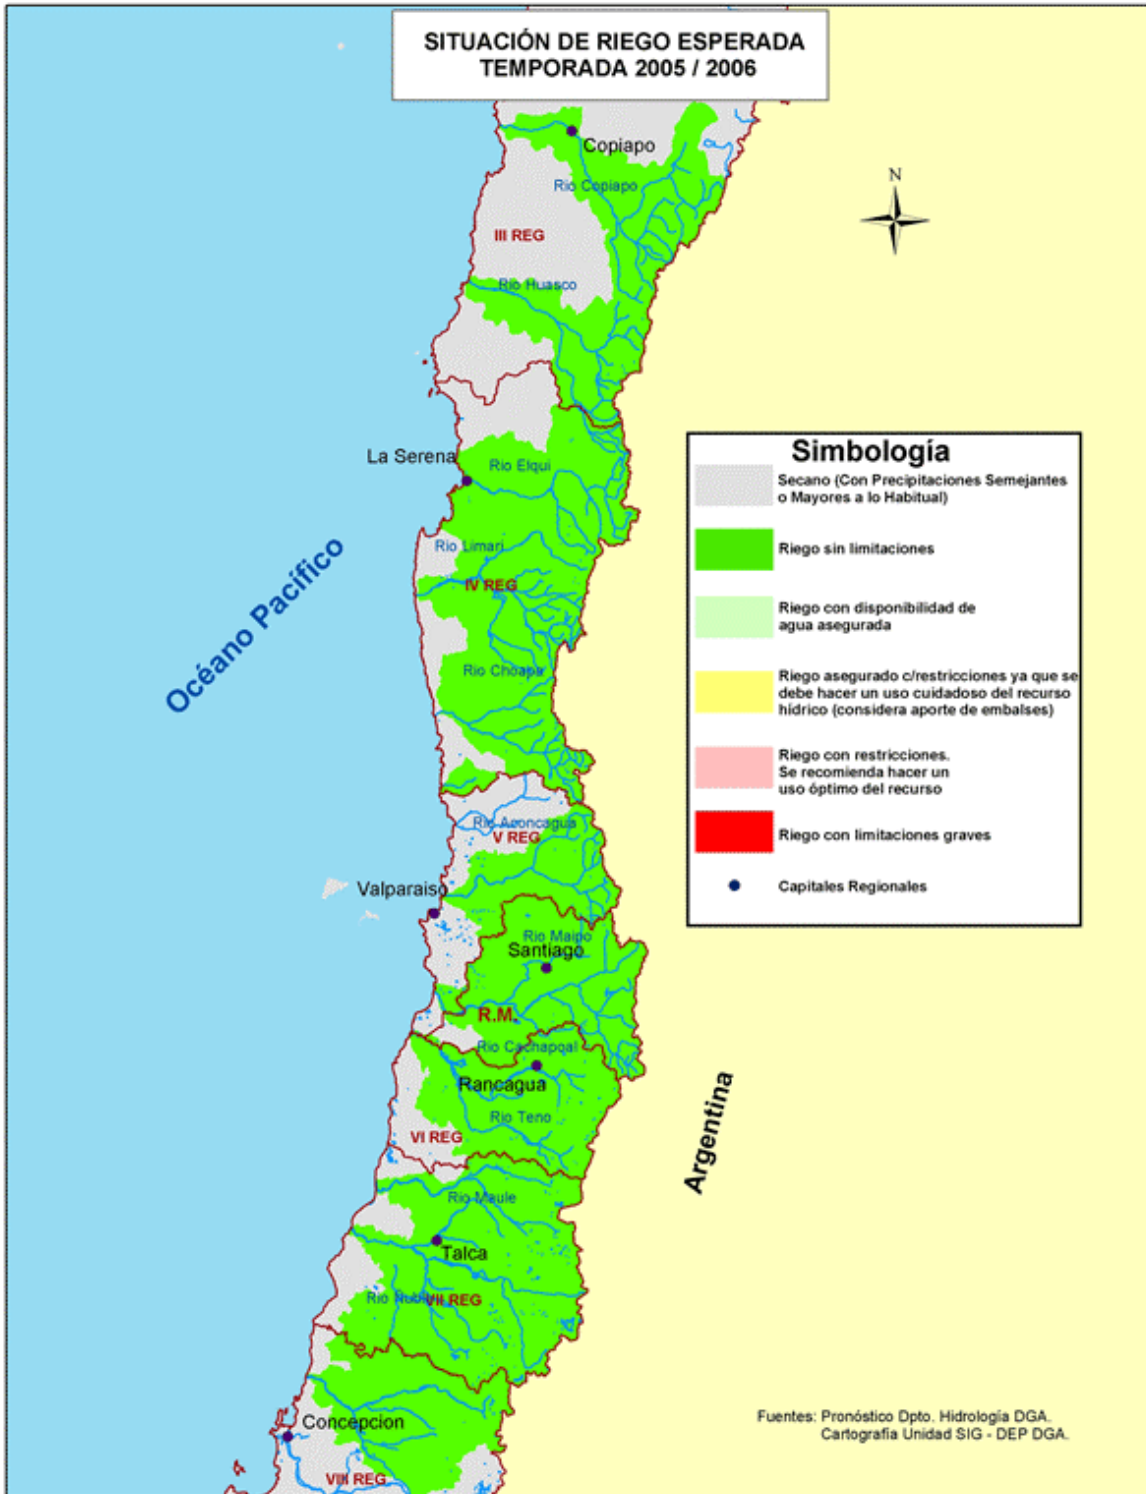 SITUACIÓN DE RIEGO ESPERADA
TEMPORADA 2005 / 2006
Copiapo
Rio Copiapo
N
III REG
Rio Huasco
La Serena
Rio Elqui
Rio Limari
IV REG
Rio Choapa
Océano Pacífico
Simbología
Secano (Con Precipitaciones Semejantes
o Mayores a lo Habitual)
Riego sin limitaciones
Riego con disponibilidad de
agua asegurada
Riego asegurado c/restricciones ya que se
debe hacer un uso cuidadoso del recurso
hídrico (considera aporte de embalses)
Riego con restricciones.
Se recomienda hacer un
uso óptimo del recurso
Riego con limitaciones graves
Capitales Regionales
Rio Aconcagua
V REG
Valparaiso
Rio Maipo
Santiago
R.M.
Rio Cachapoal
Rancagua
Rio Teno
VI REG
Argentina
Rio Maule
Talca
Rio Ñuble
VII REG
Concepcion
VIII REG
Fuentes: Pronóstico Dpto. Hidrología DGA.
Cartografía Unidad SIG - DEP DGA.